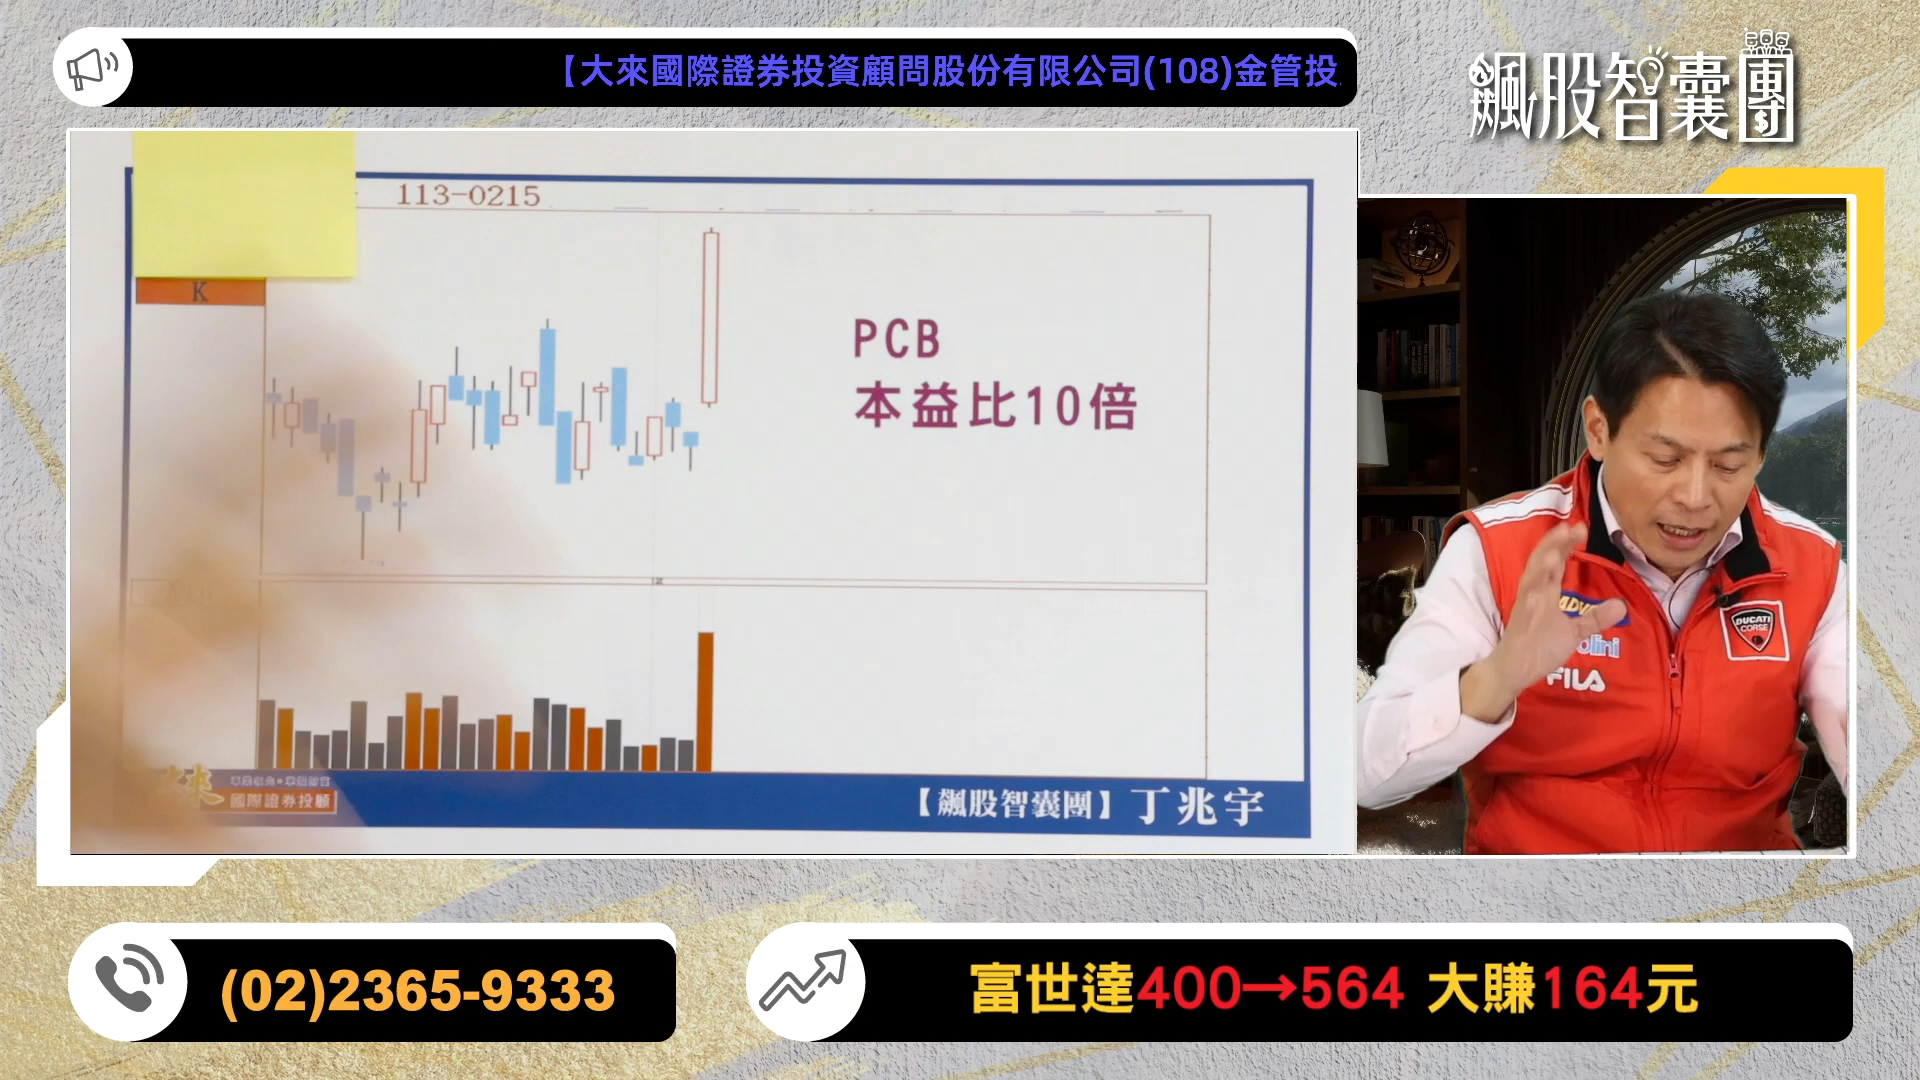 【大來國際證券投資顧問股份有限公司(108)金管投
飆股智囊團
113-0215
K
PCB
本益比10倍
國際證券投顧
【飆股智囊團】丁兆宇
DUCATI
CORSE
FILA
(02)2365-9333
富世達400→564 大賺164元